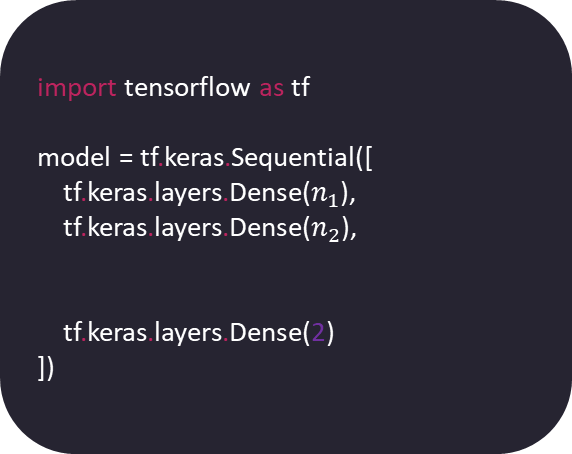 import tensorflow as tf
model = tf.keras.Sequential([
tf.keras.layers.Dense(n₁),
tf.keras.layers.Dense(n₂),
tf.keras.layers.Dense(2)
])